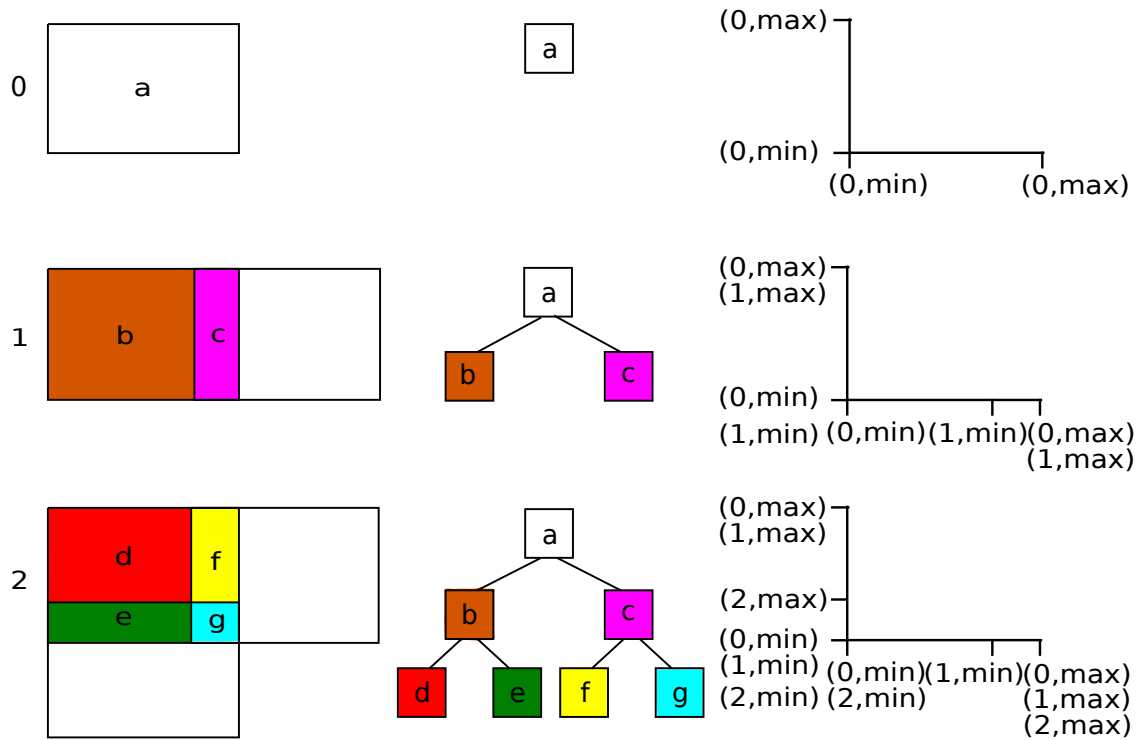 0
a
a
(0,max)
(0,min)
(0,min) (0,max)
1
b c
a
b c
(0,max)
(1,max)
(0,min)
(1,min) (0,min) (1,min) (0,max)
(1,max)
2
d f
e g
a
b c
d e f g
(0,max)
(1,max)
(2,max)
(0,min)
(1,min) (0,min) (1,min) (0,max)
(2,min) (2,min) (1,max)
(2,max)